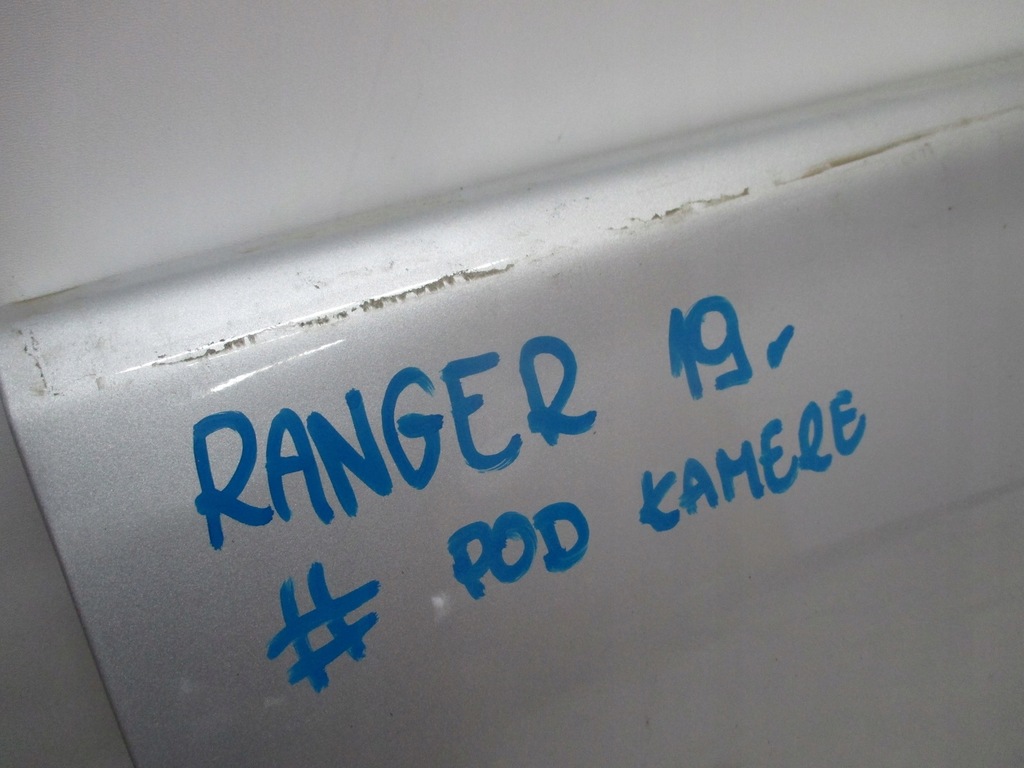 RANGER 19.
# POD KAMERE